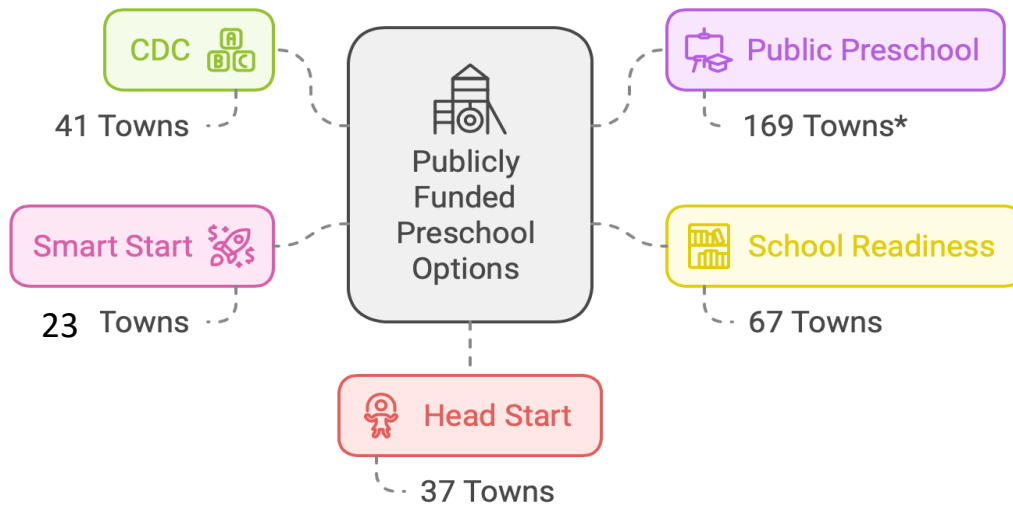 CDC
41 Towns
Smart Start
23 Towns
Publicly
Funded
Preschool
Options
Public Preschool
169 Towns*
School Readiness
67 Towns
Head Start
37 Towns